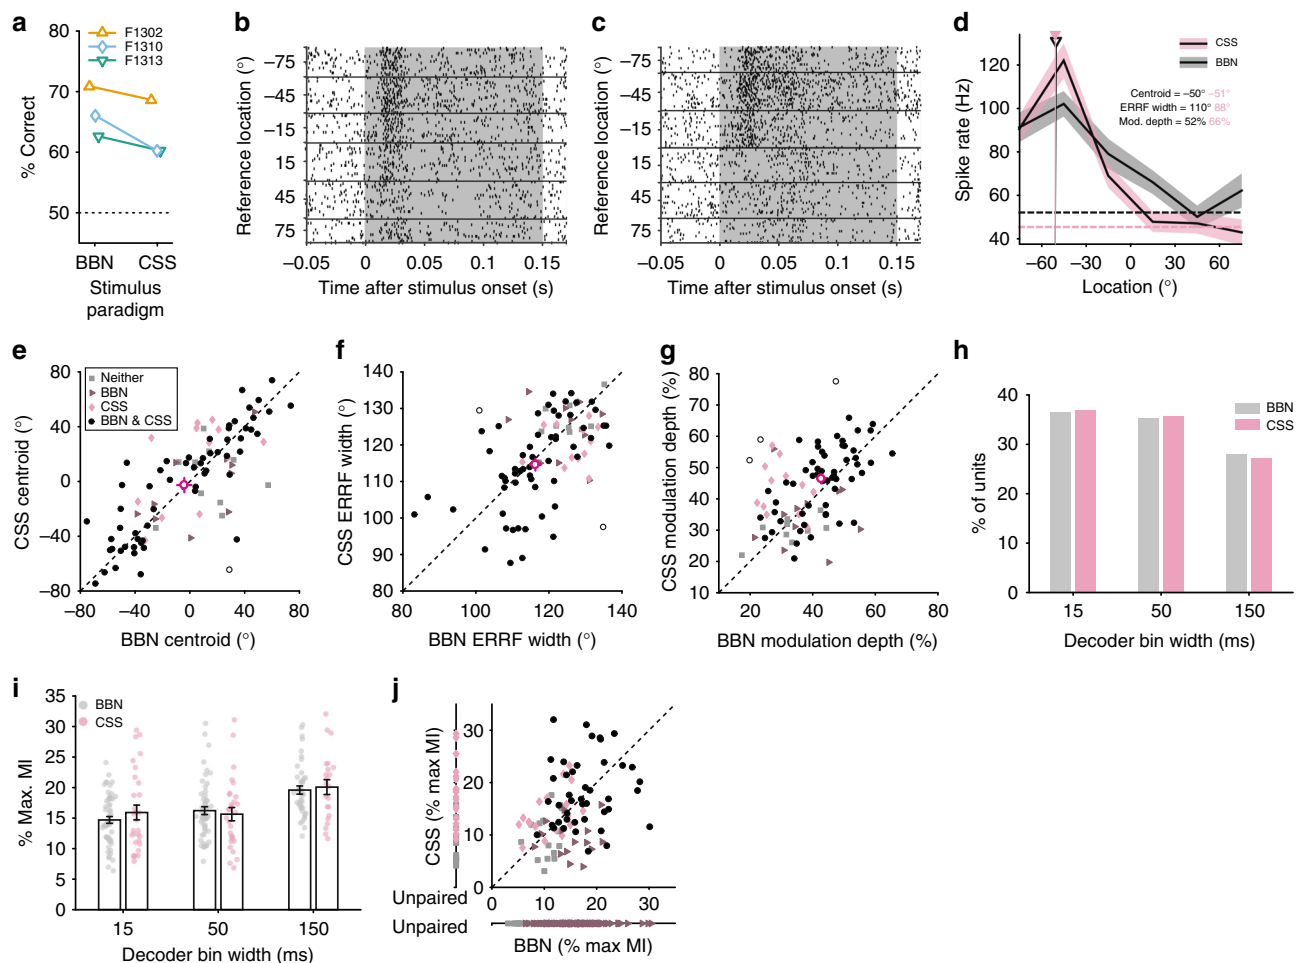 a
80
70
60
50
% Correct
F1302
F1310
F1313
BBN CSS
Stimulus
paradigm
b
Reference location (°)
−75
−45
−15
15
45
75
−0.05 0 0.05 0.1 0.15
Time after stimulus onset (s)
c
Reference location (°)
−75
−45
−15
15
45
75
−0.05 0 0.05 0.1 0.15
Time after stimulus onset (s)
d
Spike rate (Hz)
120
100
80
60
40
CSS
BBN
Centroid = −50° −51°
ERRF width = 110° 88°
Mod. depth = 52% 66%
−60 −30 0 30 60
Location (°)
e
CSS centroid (°)
80
40
0
−40
−80
Neither
BBN
CSS
BBN & CSS
−80 −40 0 40 80
BBN centroid (°)
f
CSS ERRF width (°)
140
130
120
110
100
90
80
83 100 120 140
BBN ERRF width (°)
g
CSS modulation depth (%)
80
70
60
50
40
30
20
10
20 40 60 80
BBN modulation depth (%)
h
% of units
40
30
20
10
0
BBN
CSS
15 50 150
Decoder bin width (ms)
i
% Max. MI
35
30
25
20
15
10
5
0
BBN
CSS
15 50 150
Decoder bin width (ms)
j
CSS (% max MI)
30
20
10
0
Unpaired
0 10 20 30
Unpaired
BBN (% max MI)